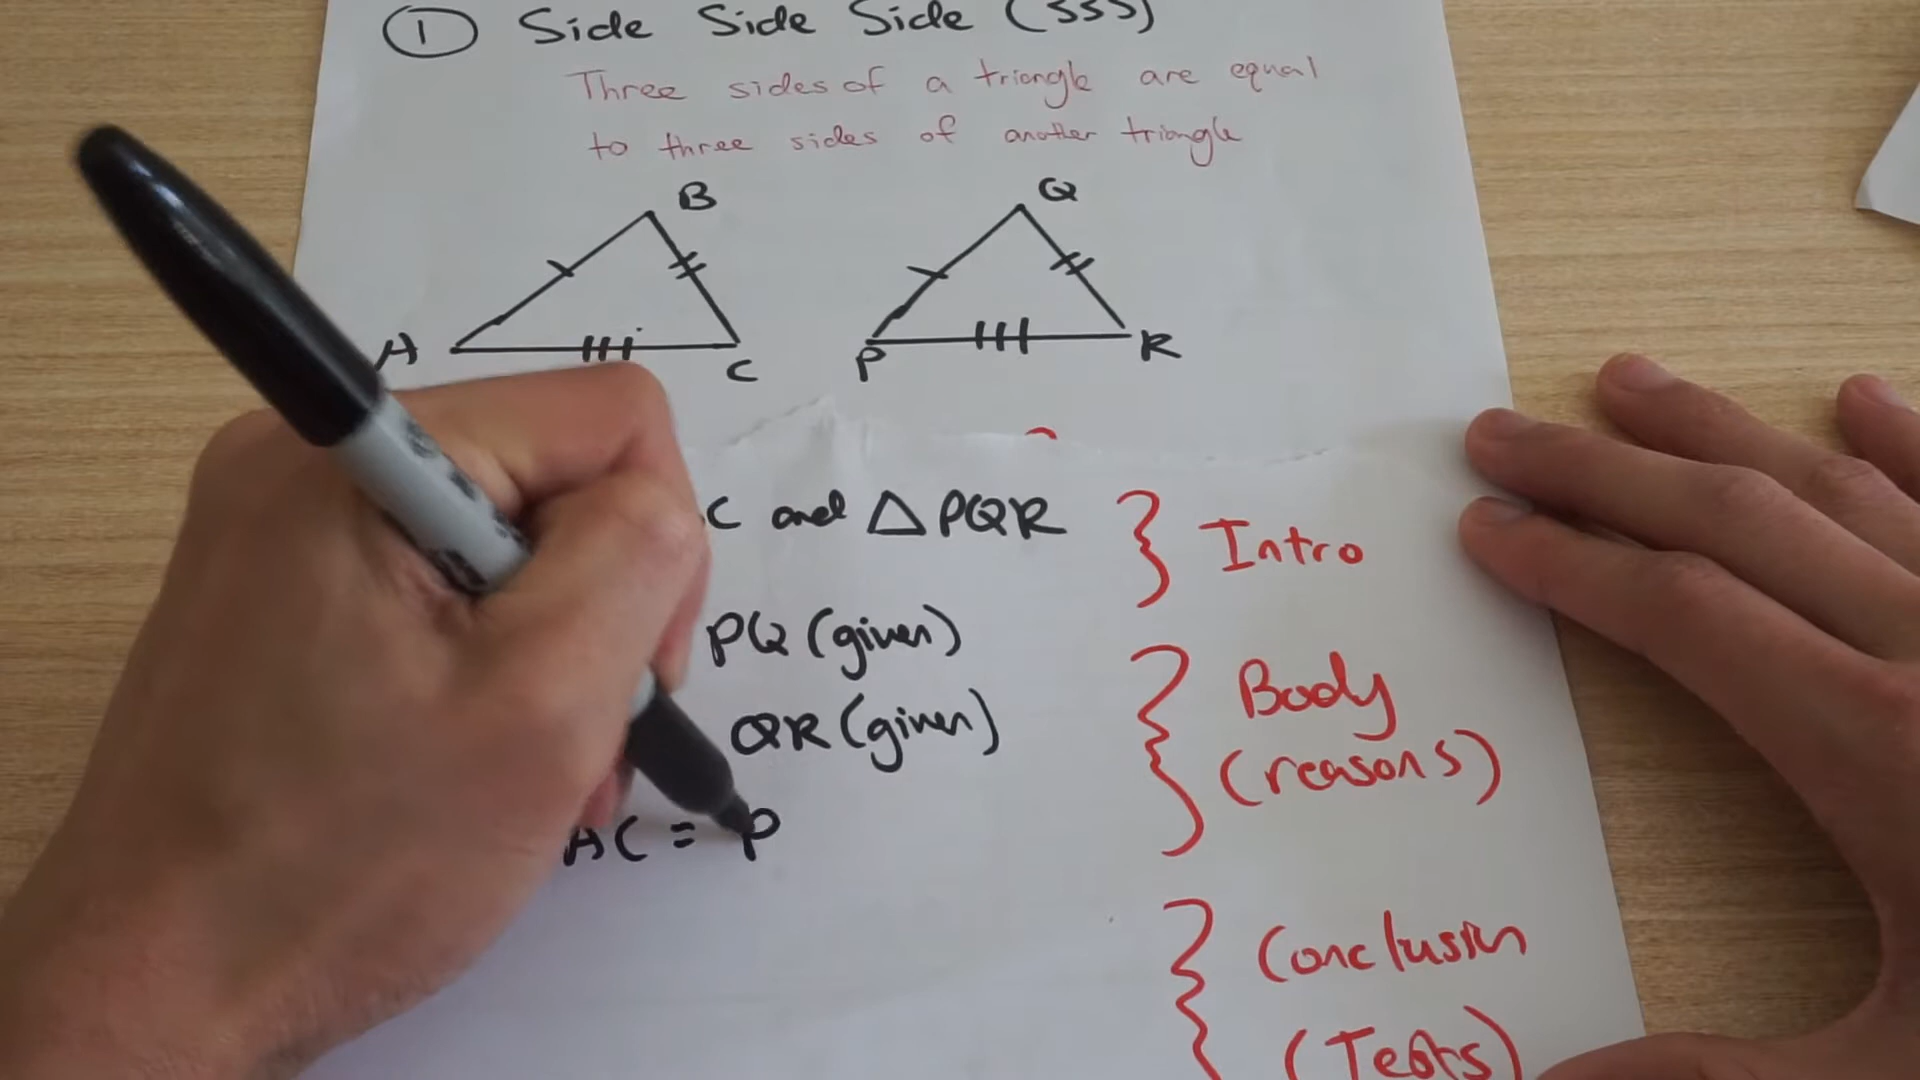 1 Side Side Side (SSS)
Three sides of a triangle are equal
to three sides of another triangle
B
Q
A
C
P
R
C and △PQR
Intro
PQ (given)
QR (given)
Body
(reasons)
AC = P
Conclusion
(Tests)